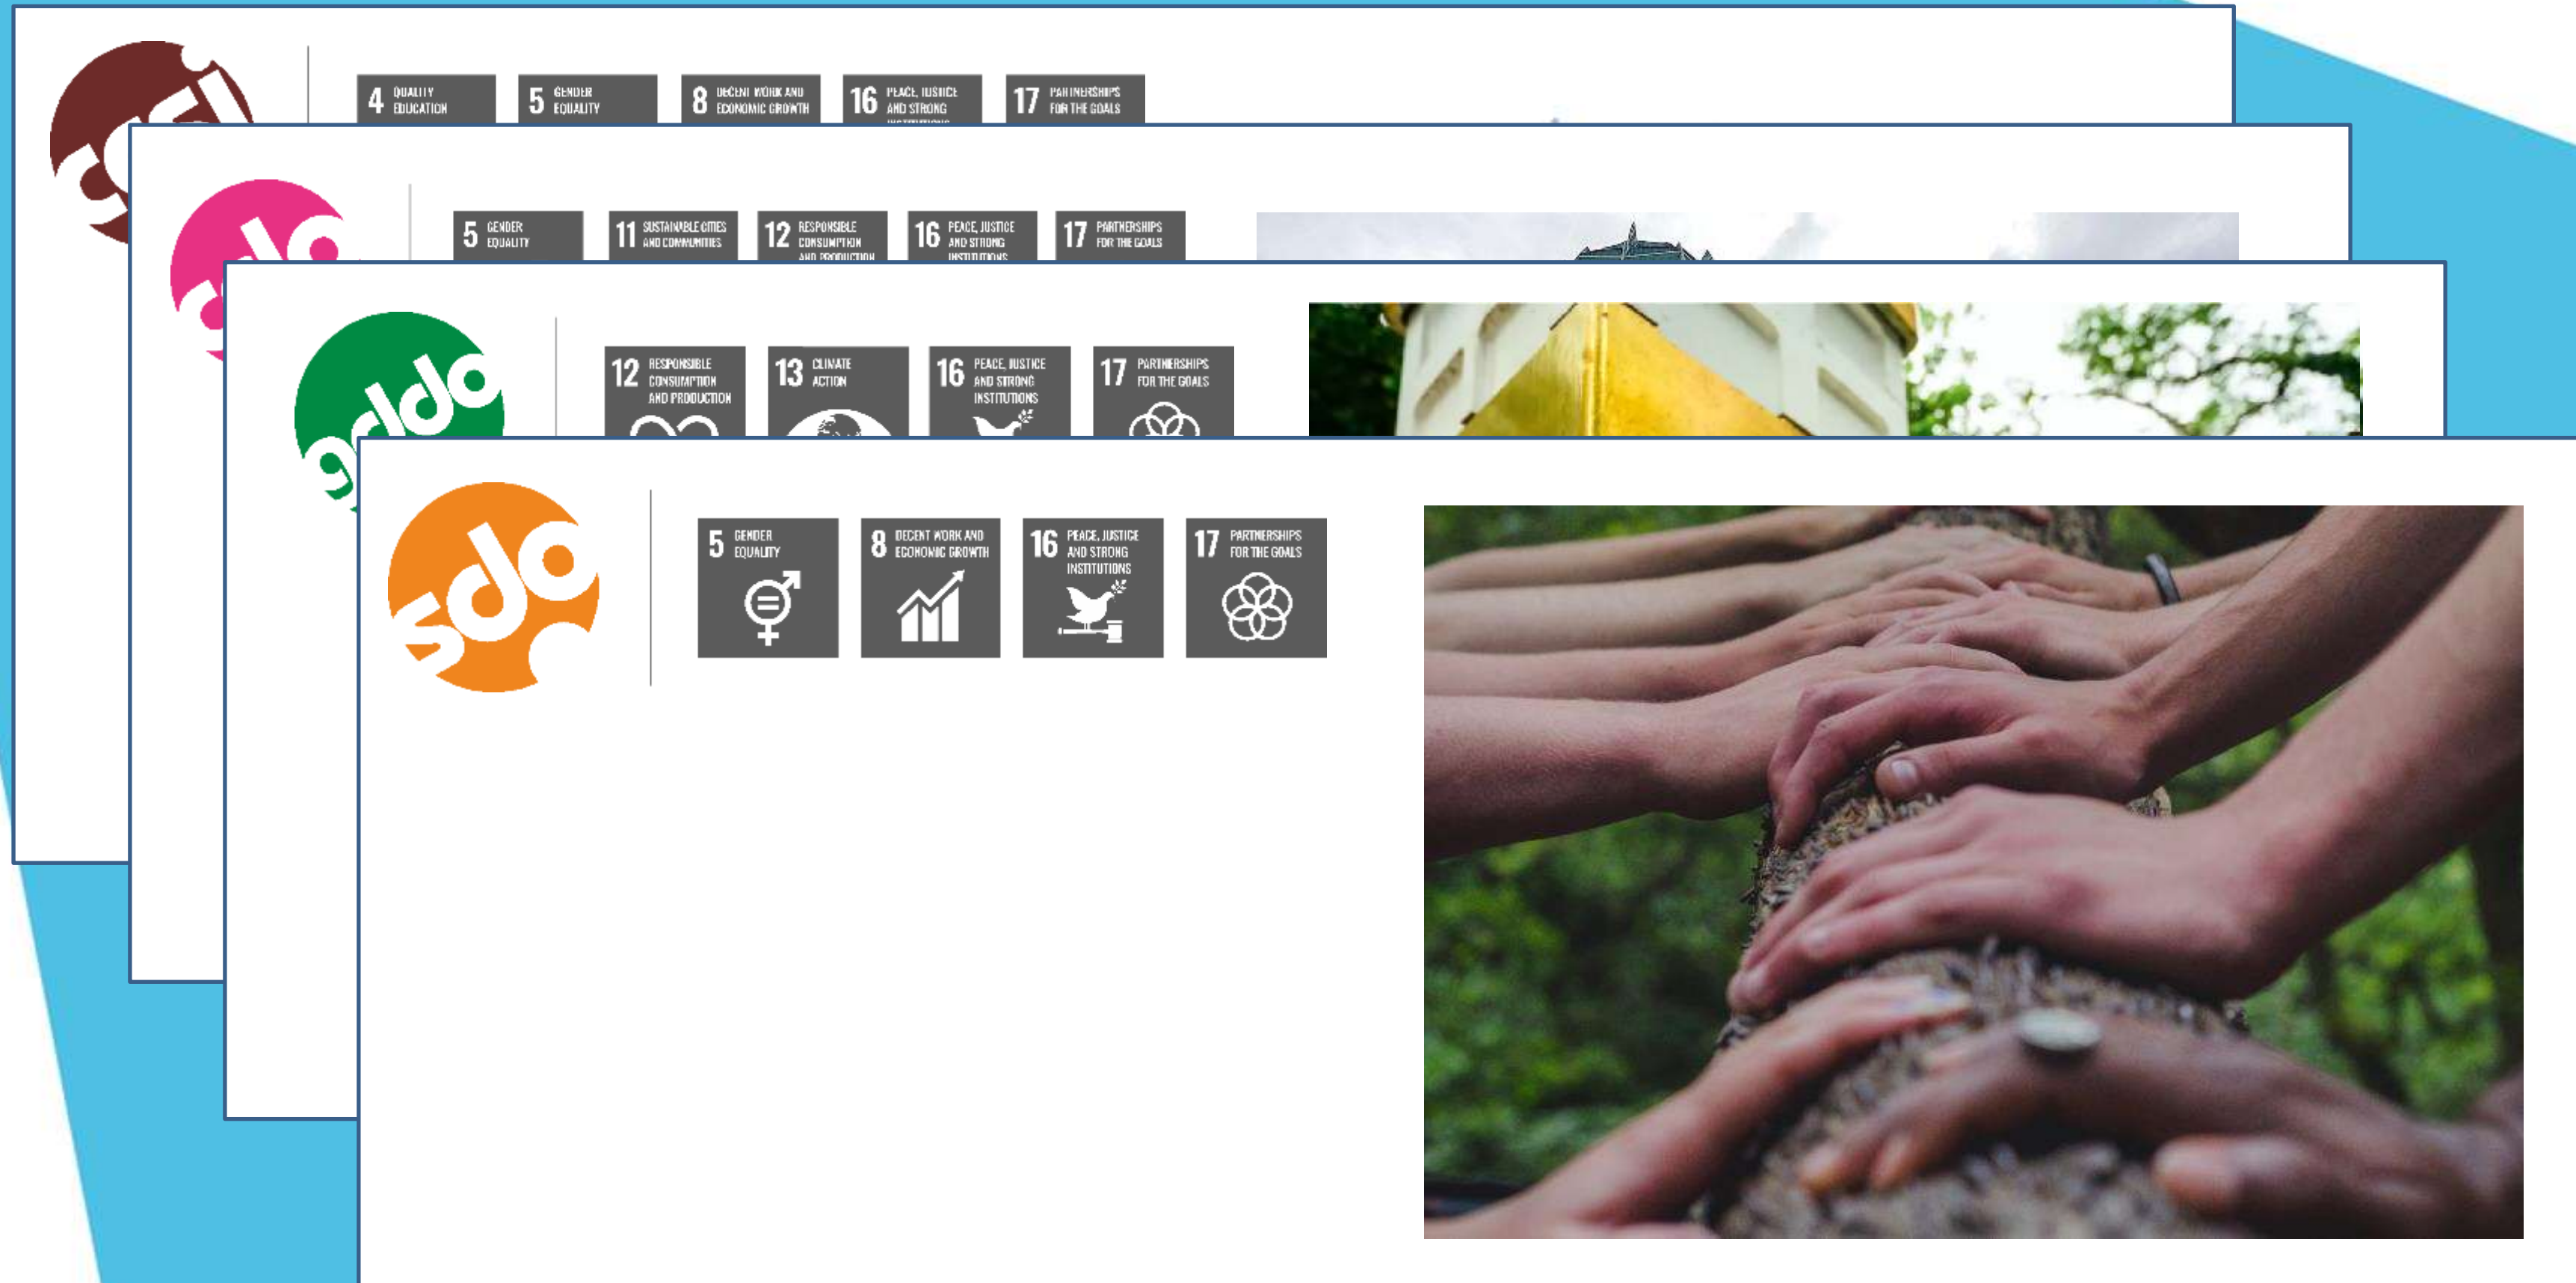 4 QUALITY
EDUCATION
5 GENDER
EQUALITY
8 DECENT WORK AND
ECONOMIC GROWTH
16 PEACE, JUSTICE
AND STRONG
INSTITUTIONS
17 PARTNERSHIPS
FOR THE GOALS
5 GENDER
EQUALITY
11 SUSTAINABLE CITIES
AND COMMUNITIES
12 RESPONSIBLE
CONSUMPTION
AND PRODUCTION
16 PEACE, JUSTICE
AND STRONG
INSTITUTIONS
17 PARTNERSHIPS
FOR THE GOALS
12 RESPONSIBLE
CONSUMPTION
AND PRODUCTION
13 CLIMATE
ACTION
16 PEACE, JUSTICE
AND STRONG
INSTITUTIONS
17 PARTNERSHIPS
FOR THE GOALS
sdo
5 GENDER
EQUALITY
8 DECENT WORK AND
ECONOMIC GROWTH
16 PEACE, JUSTICE
AND STRONG
INSTITUTIONS
17 PARTNERSHIPS
FOR THE GOALS